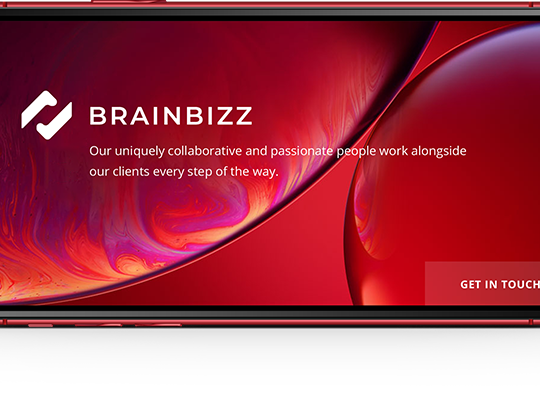 BRAINBIZZ
Our uniquely collaborative and passionate people work alongside
our clients every step of the way.
GET IN TOUCH